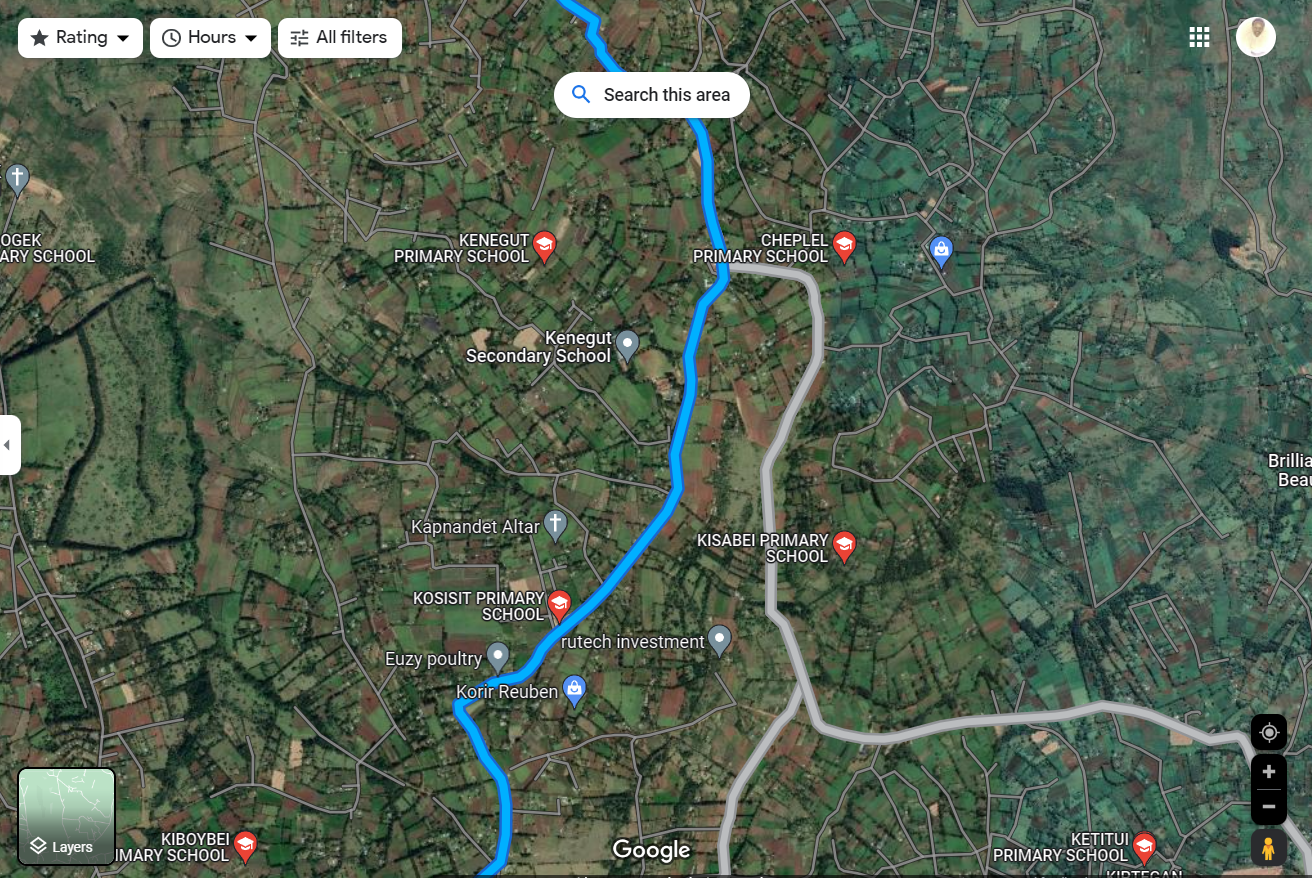 Rating
Hours
All filters
Search this area
OGEK
ARY SCHOOL
KENEGUT
PRIMARY SCHOOL
CHEPLEL
PRIMARY SCHOOL
Kenegut
Secondary School
Brillia
Beau
Kapnandet Altar
KISABEI PRIMARY
SCHOOL
KOSISIT PRIMARY
SCHOOL
rutech investment
Euzy poultry
Korir Reuben
Layers
KIBOYBEI
IMARY SCHOOL
Google
KETITUI
PRIMARY SCHOOL
KIPTEGAN